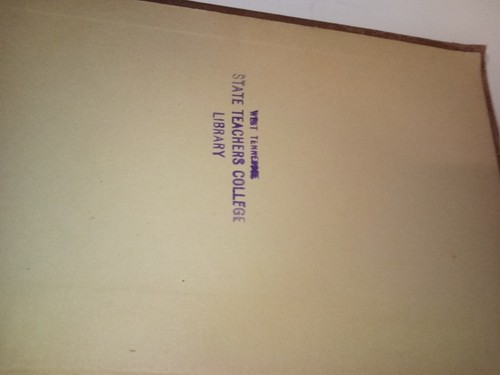 WEST TENNESSEE
STATE TEACHERS COLLEGE
LIBRARY